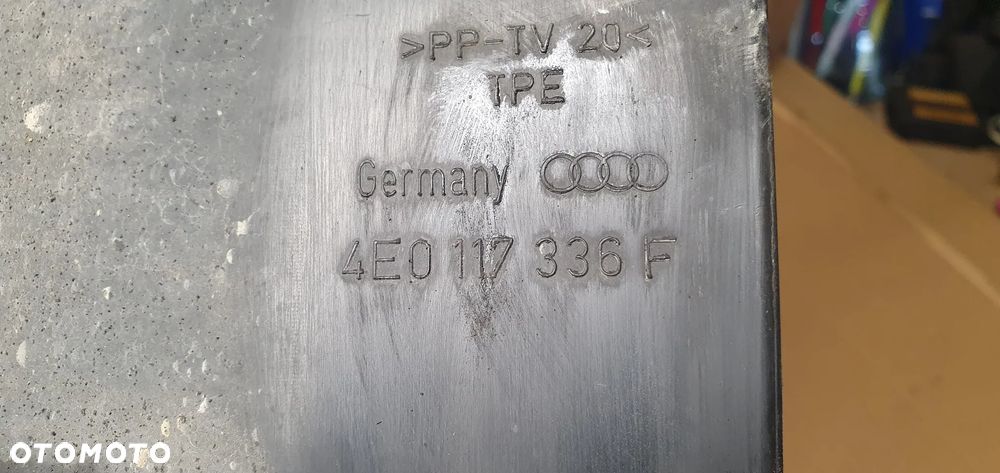 >PP-TV 20<
TPE
Germany
4E0 117 336 F
OTOMOTO